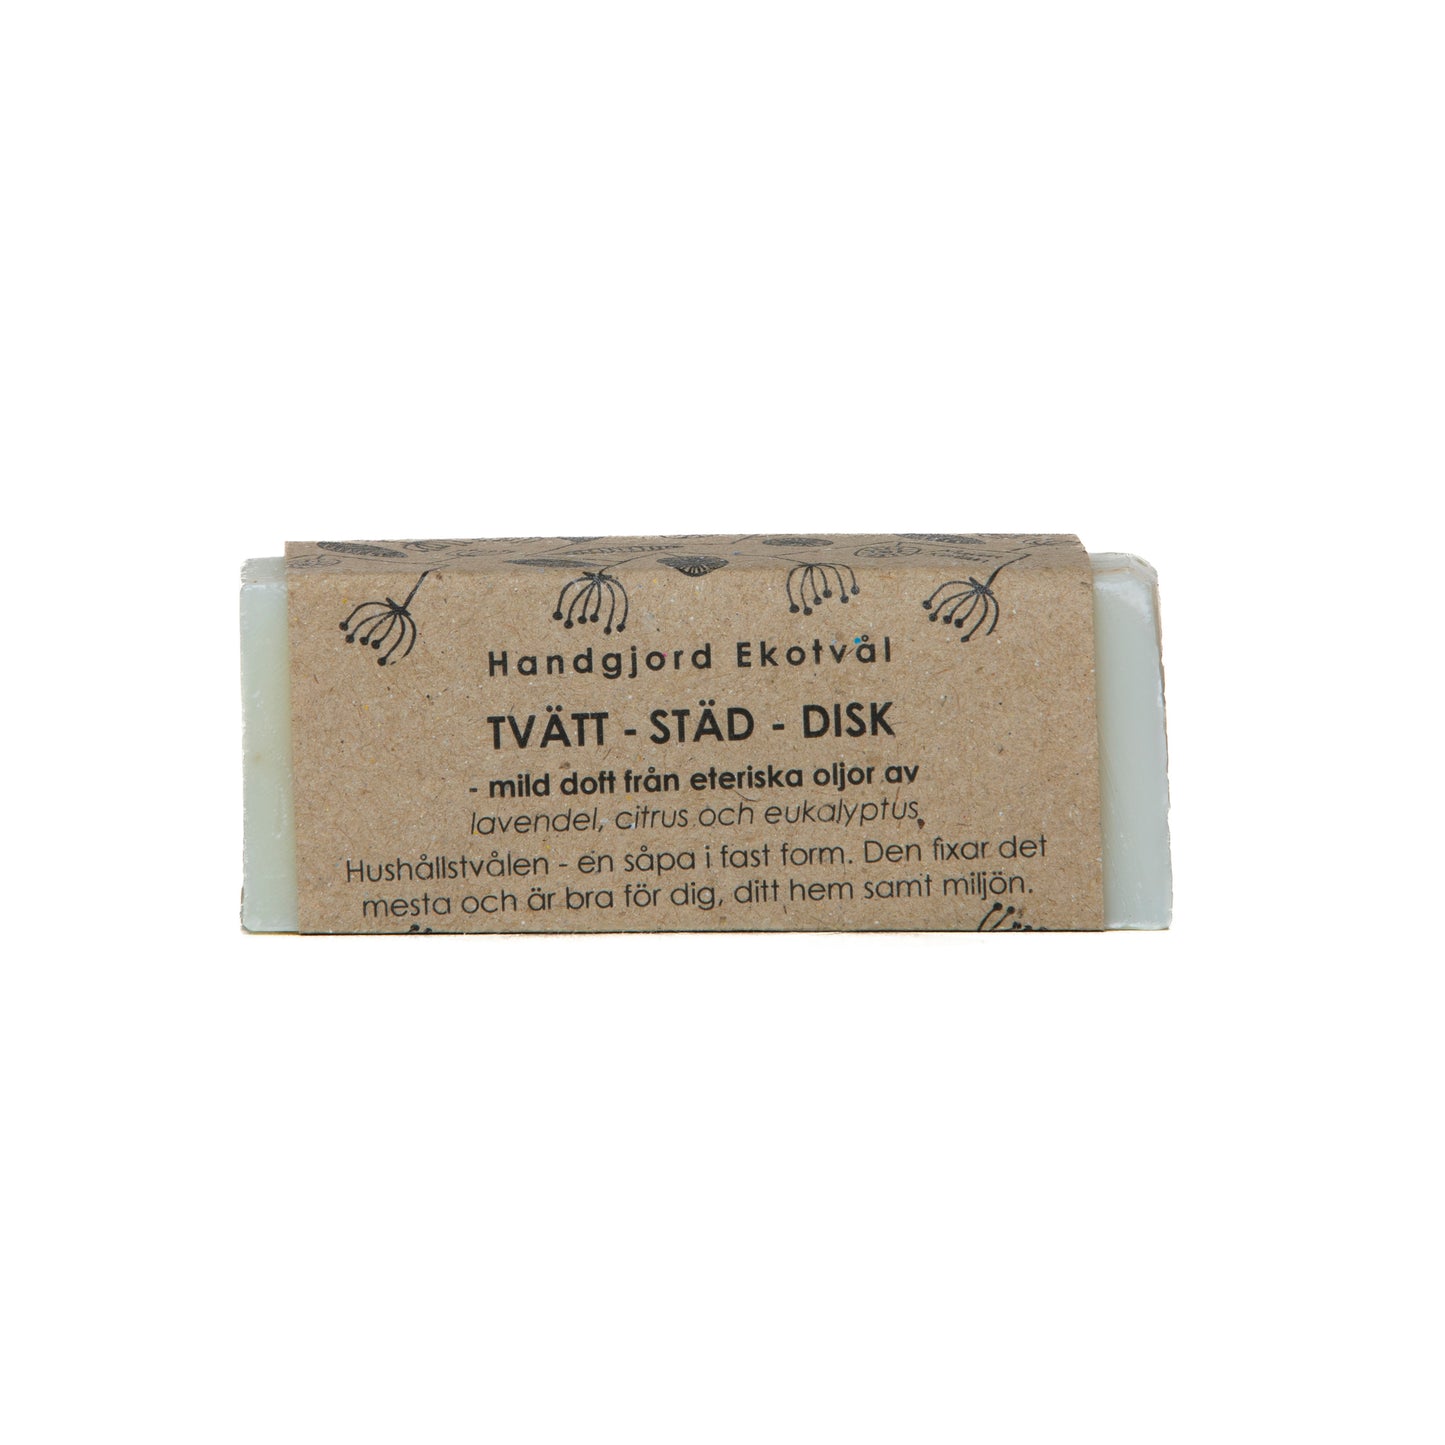 Handgjord Ekotvål
TVÄTT - STÄD - DISK
- mild doft från eteriska oljor av
lavendel, citrus och eukalyptus.
Hushållstvålen - en såpa i fast form. Den fixar det
mesta och är bra för dig, ditt hem samt miljön.